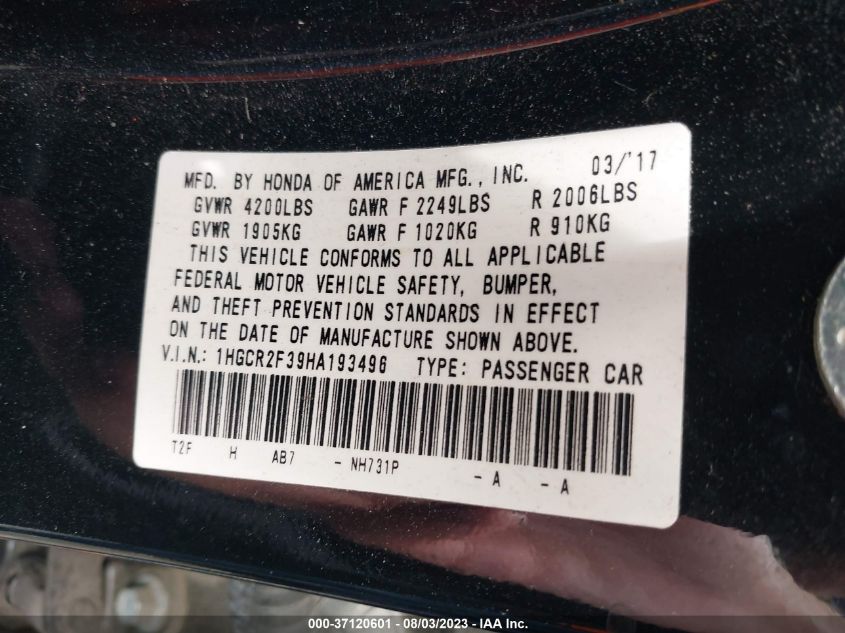 MFD. BY HONDA OF AMERICA MFG., INC. 03/'17
GVWR 4200LBS GAWR F 2249LBS R 2006LBS
GVWR 1905KG GAWR F 1020KG R 910KG
THIS VEHICLE CONFORMS TO ALL APPLICABLE
FEDERAL MOTOR VEHICLE SAFETY, BUMPER,
AND THEFT PREVENTION STANDARDS IN EFFECT
ON THE DATE OF MANUFACTURE SHOWN ABOVE.
V.I.N.: 1HGCR2F39HA193496 TYPE: PASSENGER CAR
T2F H AB7 - NH731P - A - A
000-37120601 - 08/03/2023 - IAA Inc.